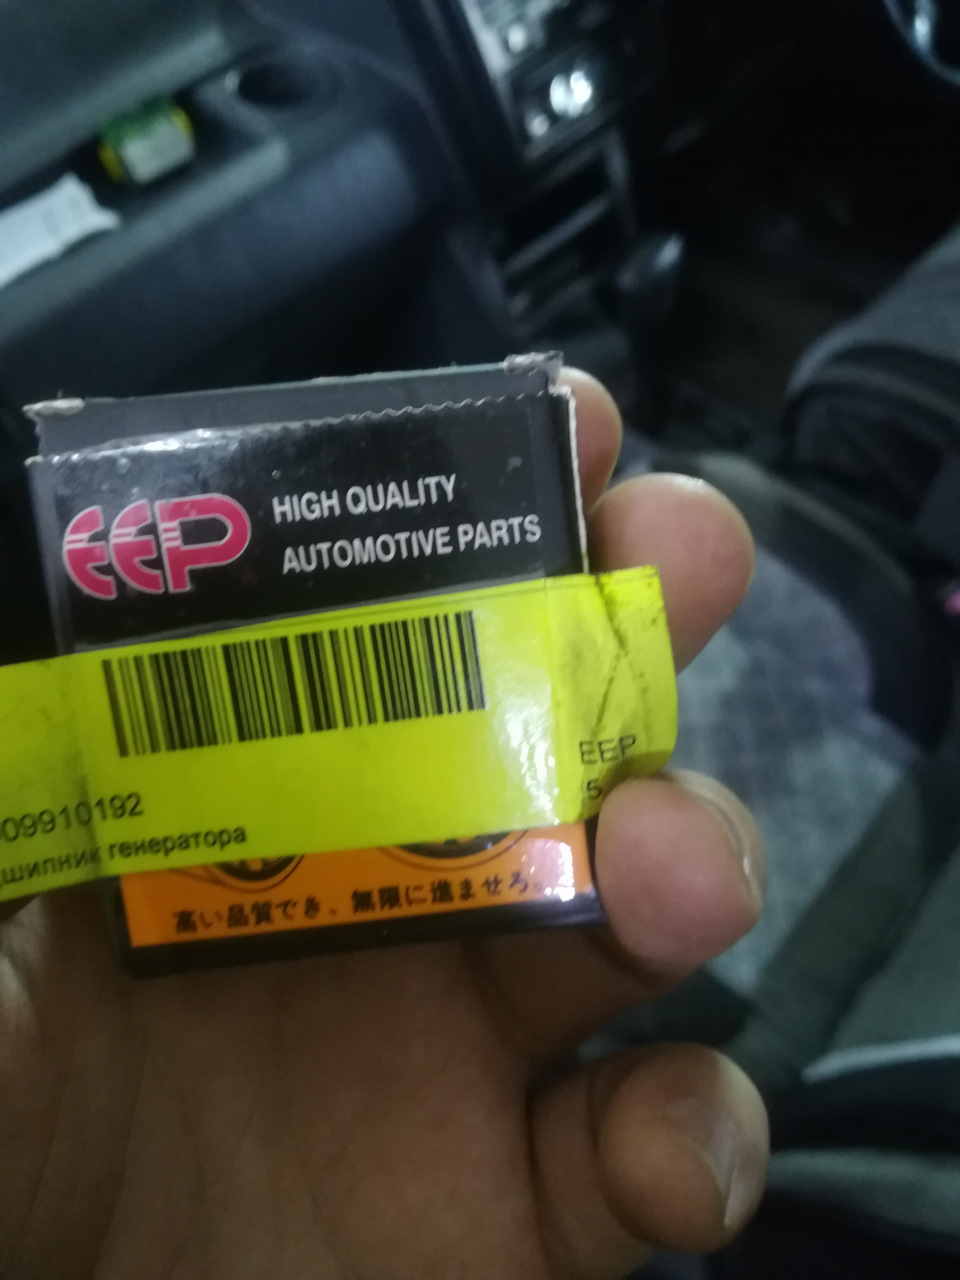 EEP
HIGH QUALITY
AUTOMOTIVE PARTS
EEP
5
09910192
шипник генератора
高い品質でき、無限に進ませろ。